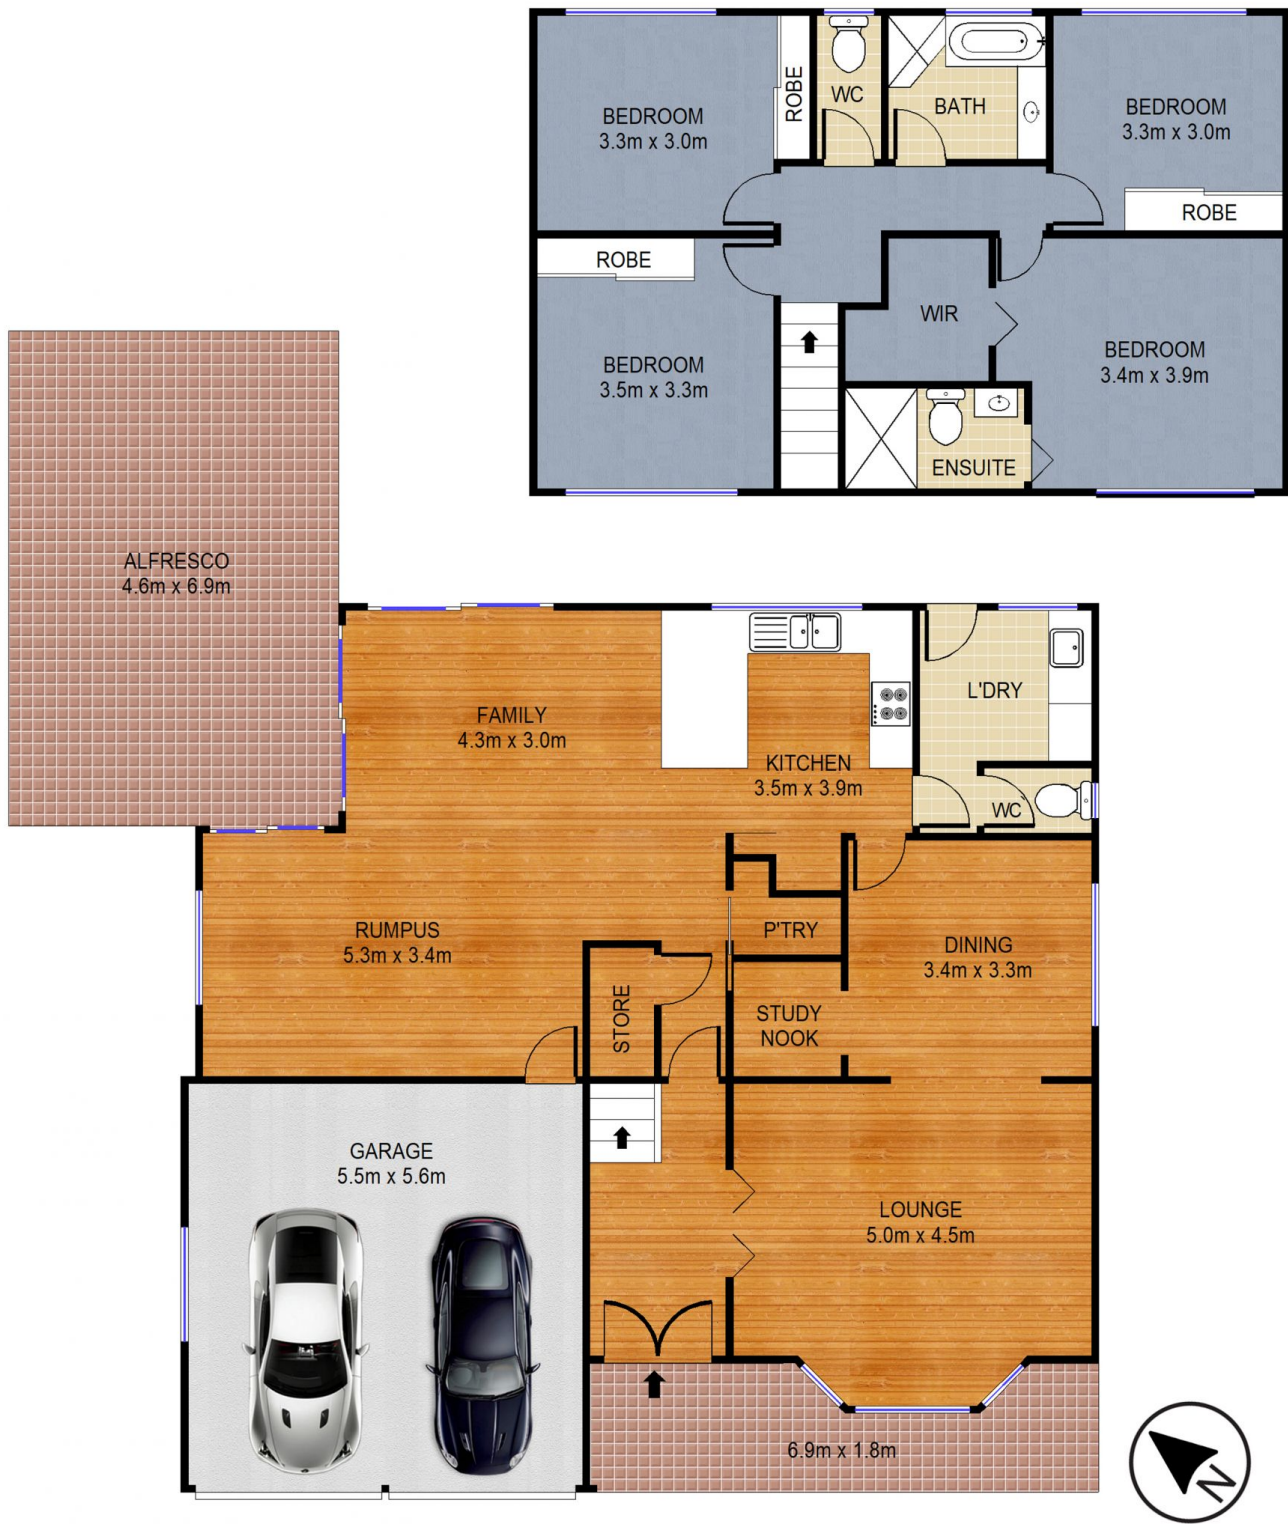 BEDROOM
3.3m x 3.0m
ROBE
WC
BATH
BEDROOM
3.3m x 3.0m
ROBE
ROBE
BEDROOM
3.5m x 3.3m
WIR
BEDROOM
3.4m x 3.9m
ENSUITE
ALFRESCO
4.6m x 6.9m
FAMILY
4.3m x 3.0m
KITCHEN
3.5m x 3.9m
L'DRY
WC
RUMPUS
5.3m x 3.4m
STORE
P'TRY
STUDY
NOOK
DINING
3.4m x 3.3m
GARAGE
5.5m x 5.6m
LOUNGE
5.0m x 4.5m
6.9m x 1.8m
N